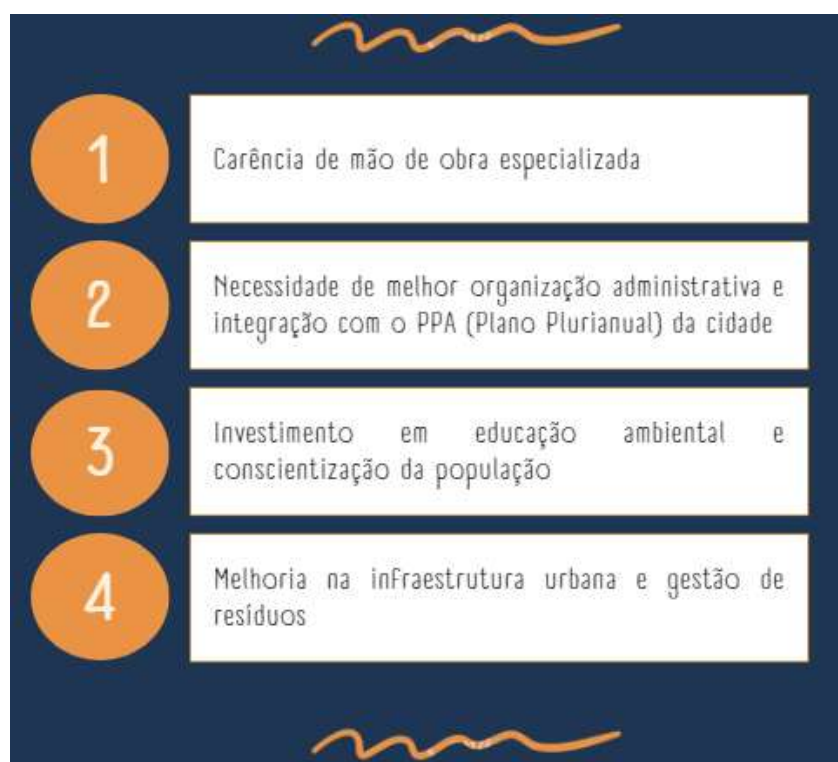 1
Carência de mão de obra especializada
2
Necessidade de melhor organização administrativa e
integração com o PPA (Plano Plurianual) da cidade
3
Investimento em educação ambiental e
conscientização da população
4
Melhoria na infraestrutura urbana e gestão de
resíduos